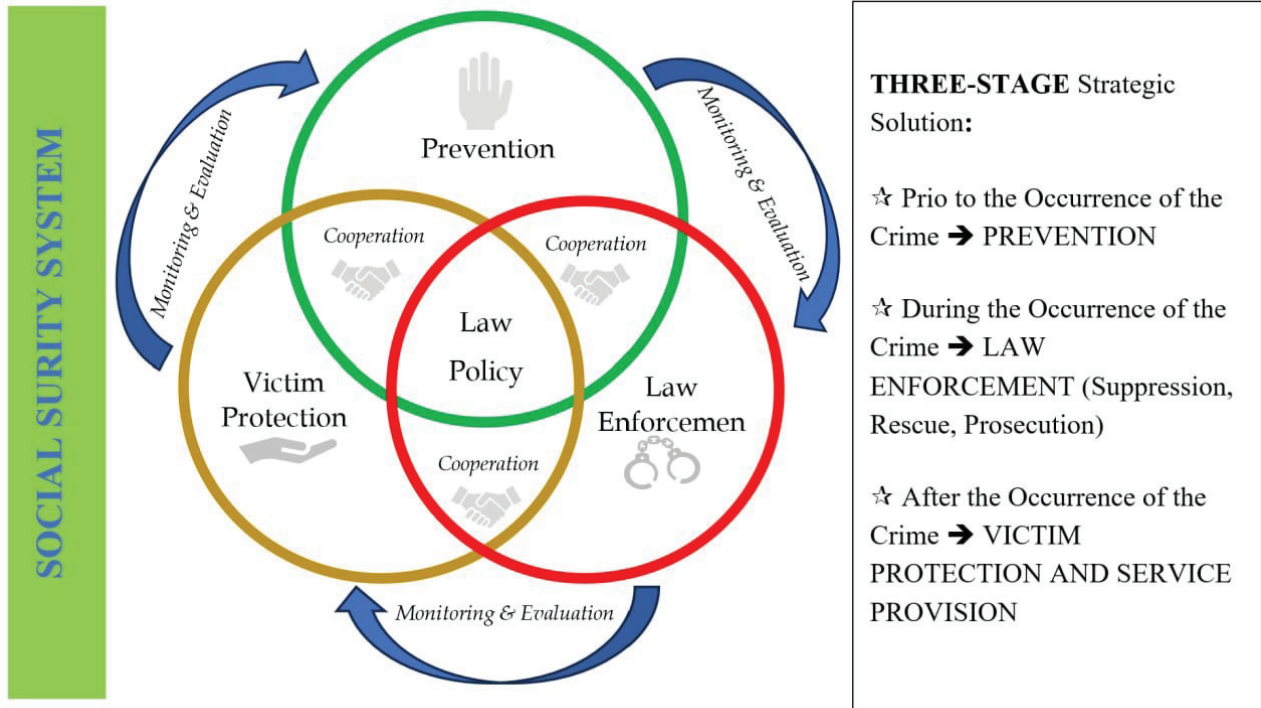 SOCIAL SURITY SYSTEM
Monitoring & Evaluation
Prevention
Monitoring & Evaluation
Cooperation
Cooperation
Law
Policy
Victim
Protection
Law
Enforcemen
Cooperation
Monitoring & Evaluation
THREE-STAGE Strategic
Solution:
☆ Prio to the Occurrence of the
Crime ➔ PREVENTION
☆ During the Occurrence of the
Crime ➔ LAW
ENFORCEMENT (Suppression,
Rescue, Prosecution)
☆ After the Occurrence of the
Crime ➔ VICTIM
PROTECTION AND SERVICE
PROVISION